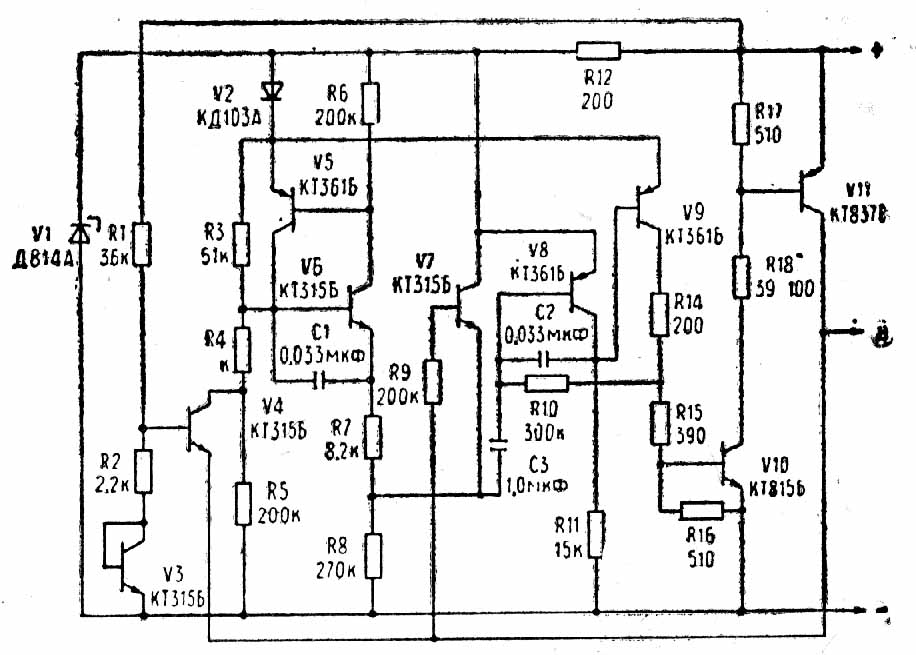 +
R12
200
V2
КД103А
R6
200к
R17
510
V5
КТ361Б
V1
Д814А
R1
36к
R3
51к
V9
КТ361Б
V11
КТ837В
V6
КТ315Б
V7
КТ315Б
V8
КТ361Б
R18*
39 100
R14
200
C1
0,033мкФ
C2
0,033мкФ
R4
к
R9
200к
R10
300к
R15
390
V4
КТ315Б
R7
8,2к
R2
2,2к
C3
1,0мкФ
V10
КТ815Б
R5
200к
R8
270к
R11
15к
R16
510
V3
КТ315Б
-